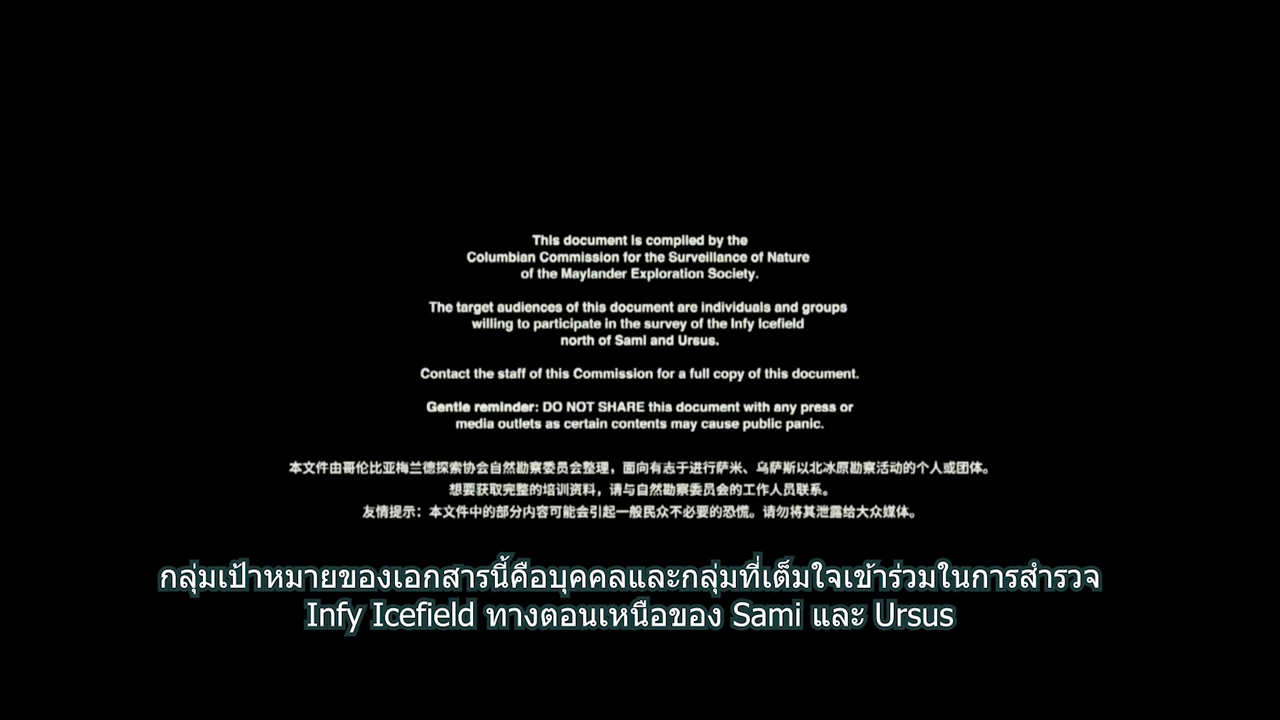 This document is compiled by the
Columbian Commission for the Surveillance of Nature
of the Maylander Exploration Society.
The target audiences of this document are individuals and groups
willing to participate in the survey of the Infy Icefield
north of Sami and Ursus.
Contact the staff of this Commission for a full copy of this document.
Gentle reminder: DO NOT SHARE this document with any press or
media outlets as certain contents may cause public panic.
本文件由哥伦比亚梅兰德探索协会自然勘察委员会整理，面向有志于进行萨米、乌萨斯以北冰原勘察活动的个人或团体。
想要获取完整的培训资料，请与自然勘察委员会的工作人员联系。
友情提示：本文件中的部分内容可能会引起一般民众不必要的恐慌。请勿将其泄露给大众媒体。
กลุ่มเป้าหมายของเอกสารนี้คือบุคคลและกลุ่มที่เต็มใจเข้าร่วมในการสำรวจ
Infy Icefield ทางตอนเหนือของ Sami และ Ursus